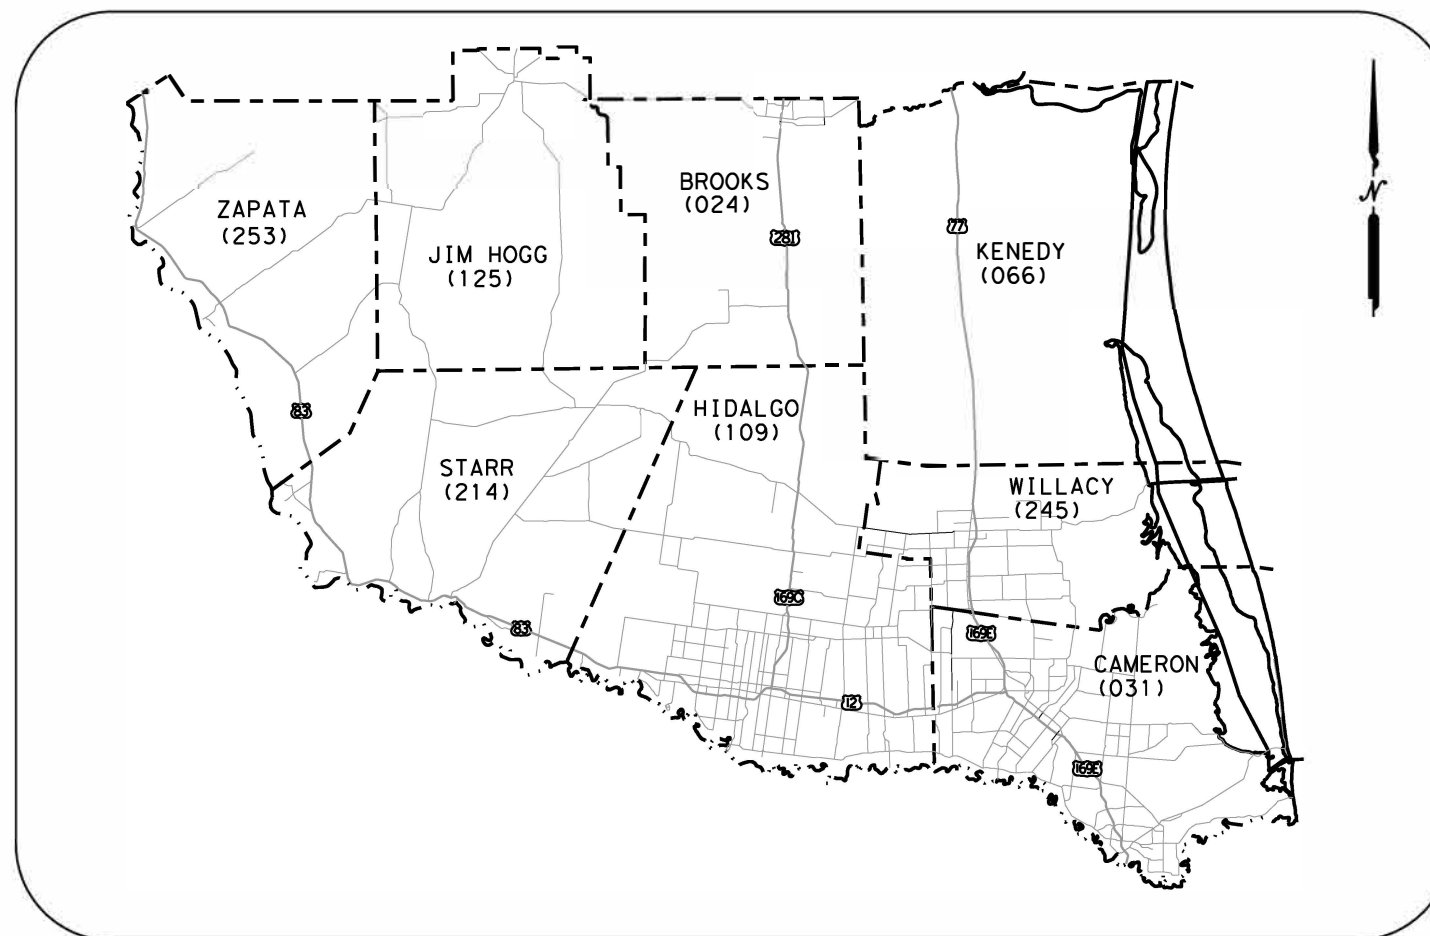 N
BROOKS
(024)
ZAPATA
(253)
281
77
JIM HOGG
(125)
KENEDY
(066)
83
HIDALGO
(109)
STARR
(214)
WILLACY
(245)
169C
83
169E
CAMERON
(031)
12
169E